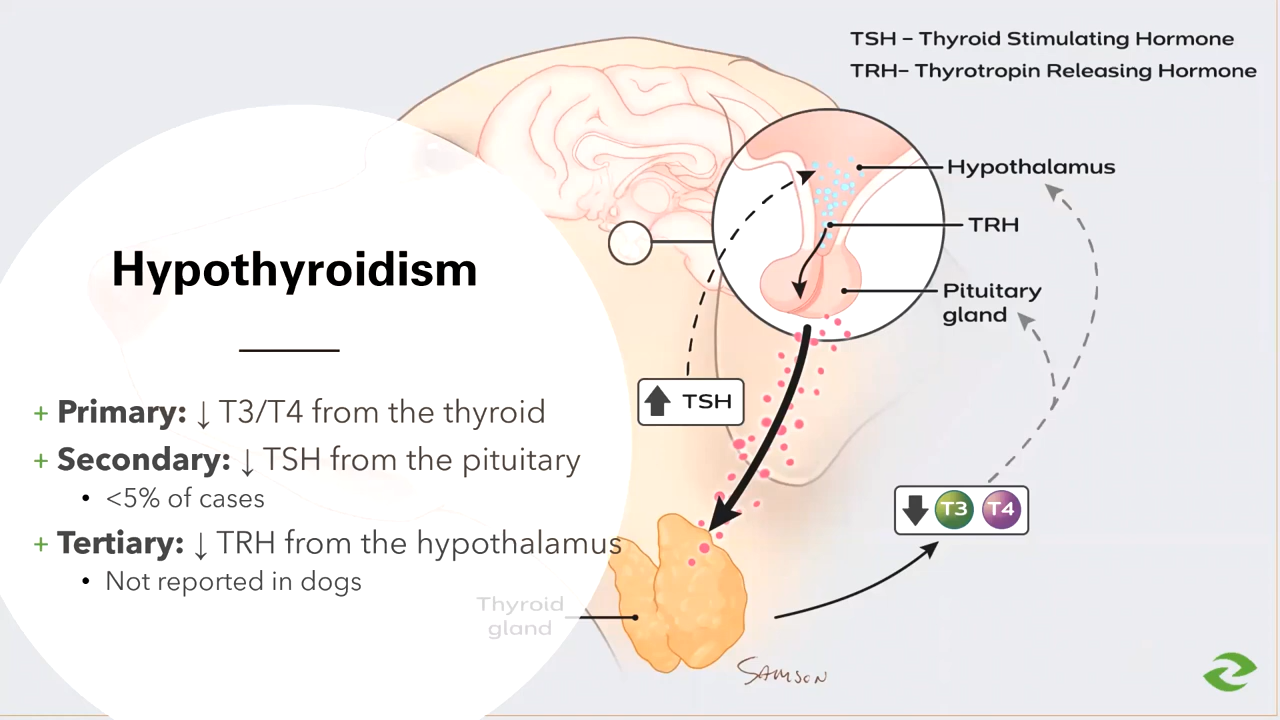 TSH – Thyroid Stimulating Hormone
TRH– Thyrotropin Releasing Hormone
Hypothyroidism
+ Primary: ↓ T3/T4 from the thyroid
+ Secondary: ↓ TSH from the pituitary
• <5% of cases
+ Tertiary: ↓ TRH from the hypothalamus
• Not reported in dogs
Hypothalamus
TRH
Pituitary
gland
TSH
T3 T4
Thyroid
gland
SAMSON